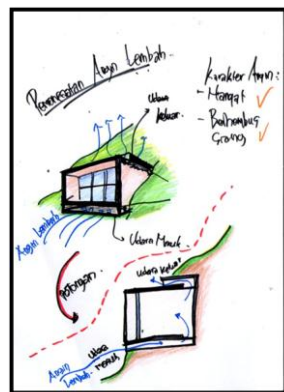 Pemanfaatan Angin Lembah.
Karakter Angin:
- Hangat
- Berhembus
Siang
Udara
keluar.
Angin Lembah
Udara Masuk.
Potongan
Udara keluar
Udara
Masuk
Angin
Lembah.